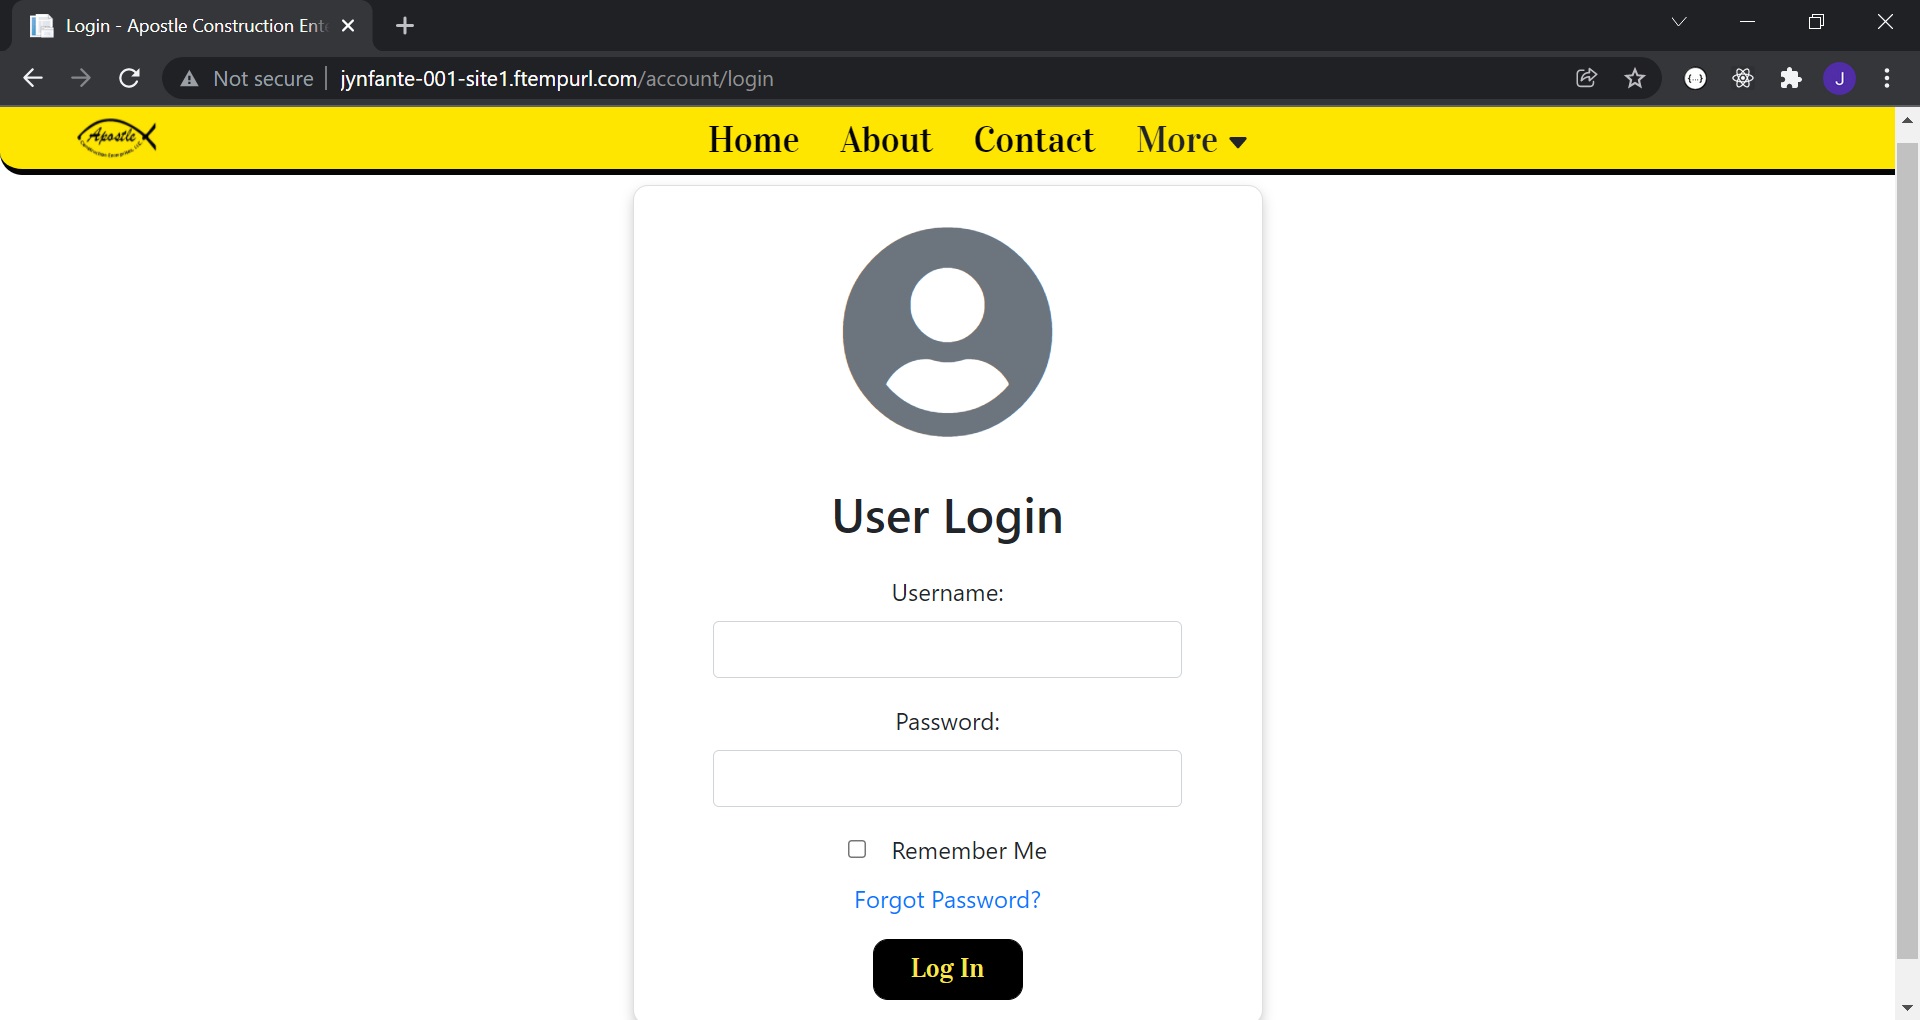 Login - Apostle Construction Ent
Not secure jynfante-001-site1.ftempurl.com/account/login
J
Apostle
Home About Contact More
User Login
Username:
Password:
Remember Me
Forgot Password?
Log In